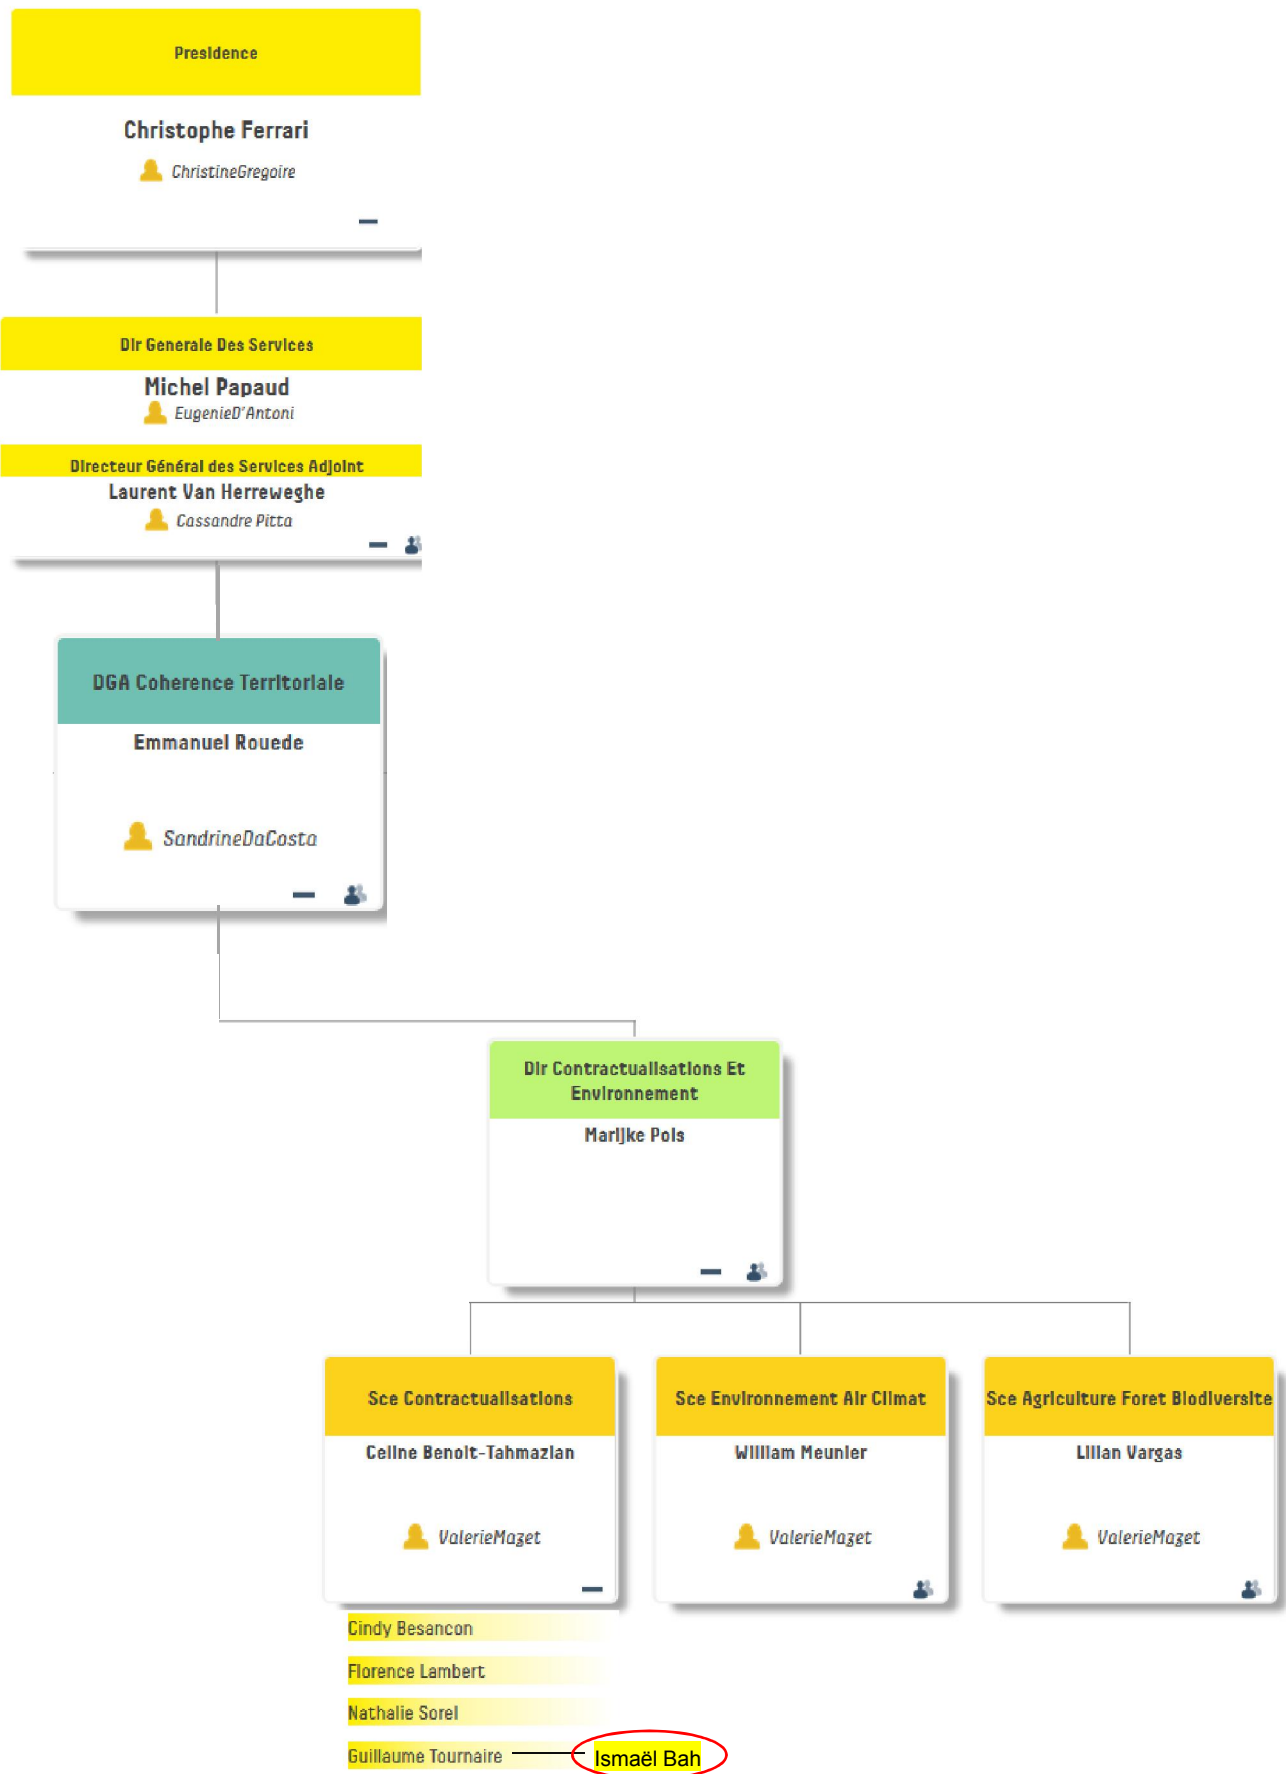 Presidence
Christophe Ferrari
ChristineGregoire
Dir Generale Des Services
Michel Papaud
EugenieD'Antoni
Directeur Général des Services Adjoint
Laurent Van Herreweghe
Cassandre Pitta
DGA Coherence Territoriale
Emmanuel Rouede
SandrineDaCosta
Dir Contractualisations Et
Environnement
Marijke Pols
Sce Contractualisations
Celine Benoit-Tahmazian
ValerieMazet
Sce Environnement Air Climat
William Meunier
ValerieMazet
Sce Agriculture Foret Biodiversite
Lilian Vargas
ValerieMazet
Cindy Besancon
Florence Lambert
Nathalie Sorel
Guillaume Tournaire
Ismaël Bah